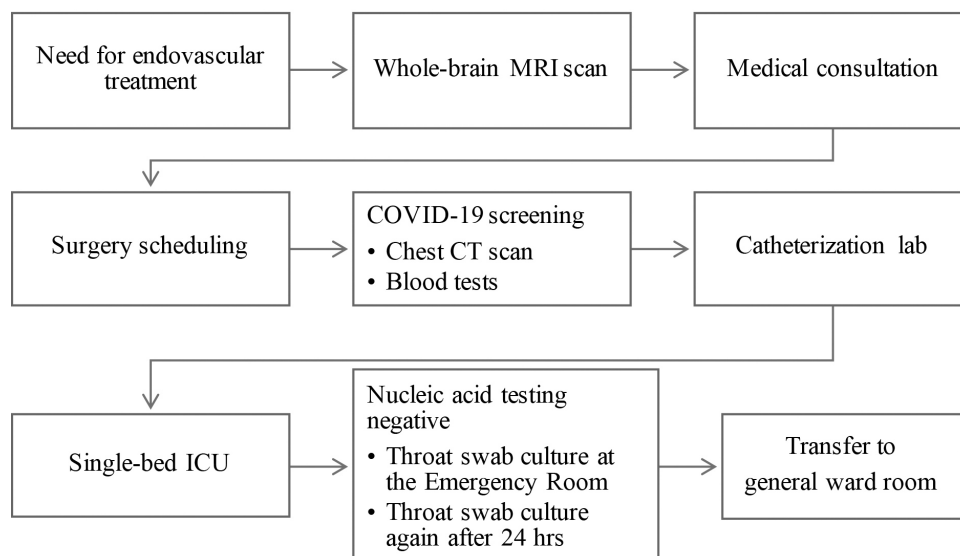 Need for endovascular
treatment
Whole-brain MRI scan
Medical consultation
Surgery scheduling
COVID-19 screening
• Chest CT scan
• Blood tests
Catheterization lab
Single-bed ICU
Nucleic acid testing
negative
• Throat swab culture at
the Emergency Room
• Throat swab culture
again after 24 hrs
Transfer to
general ward room